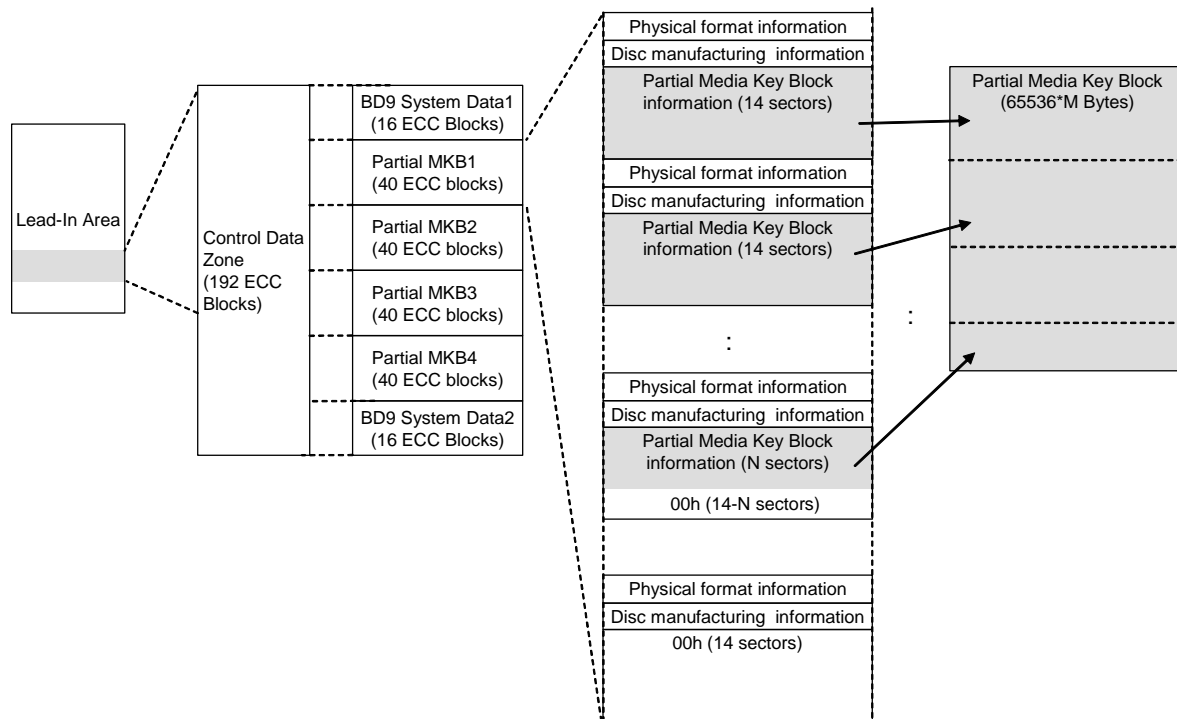 Lead-In Area
Control Data
Zone
(192 ECC
Blocks)
BD9 System Data1
(16 ECC Blocks)
Partial MKB1
(40 ECC blocks)
Partial MKB2
(40 ECC blocks)
Partial MKB3
(40 ECC blocks)
Partial MKB4
(40 ECC blocks)
BD9 System Data2
(16 ECC Blocks)
Physical format information
Disc manufacturing information
Partial Media Key Block
information (14 sectors)
Physical format information
Disc manufacturing information
Partial Media Key Block
information (14 sectors)
:
Physical format information
Disc manufacturing information
Partial Media Key Block
information (N sectors)
00h (14-N sectors)
Physical format information
Disc manufacturing information
00h (14 sectors)
:
Partial Media Key Block
(65536*M Bytes)